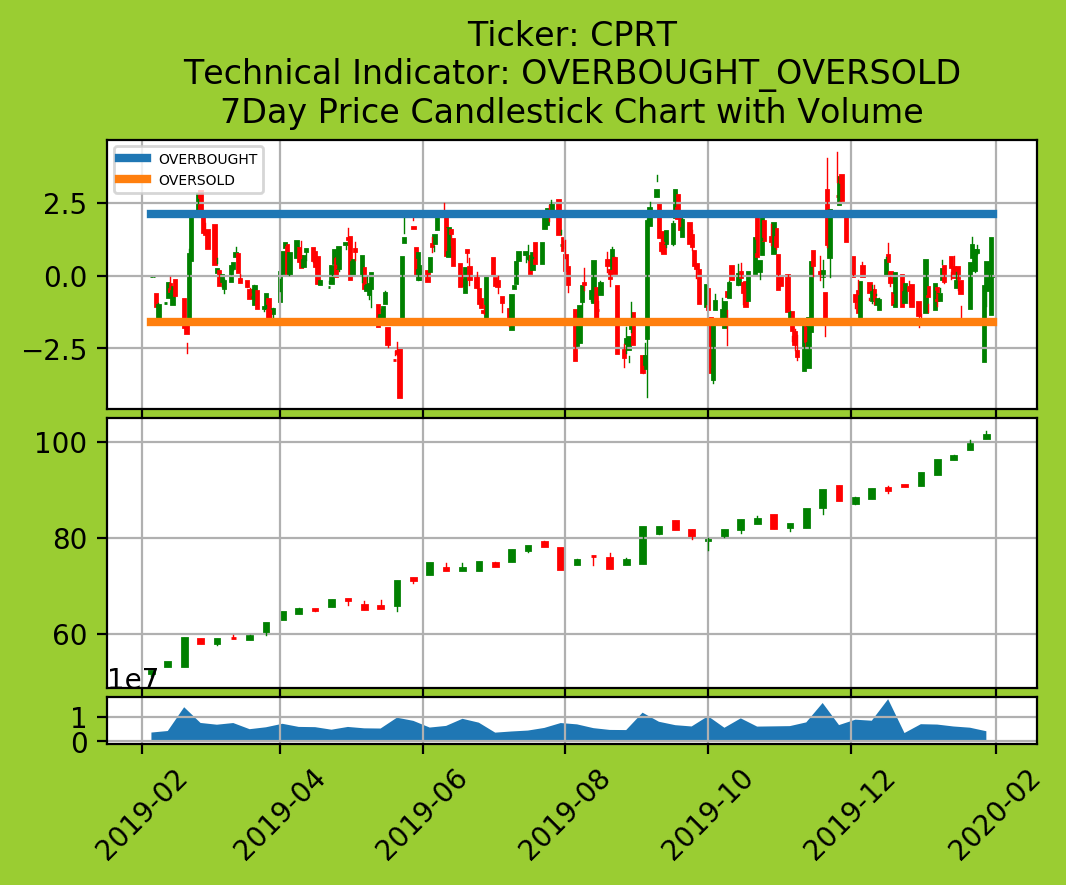 Ticker: CPRT
Technical Indicator: OVERBOUGHT_OVERSOLD
7Day Price Candlestick Chart with Volume
OVERBOUGHT
OVERSOLD
2.5
0.0
−2.5
100
80
60
1e7
1
0
2019-02
2019-04
2019-06
2019-08
2019-10
2019-12
2020-02